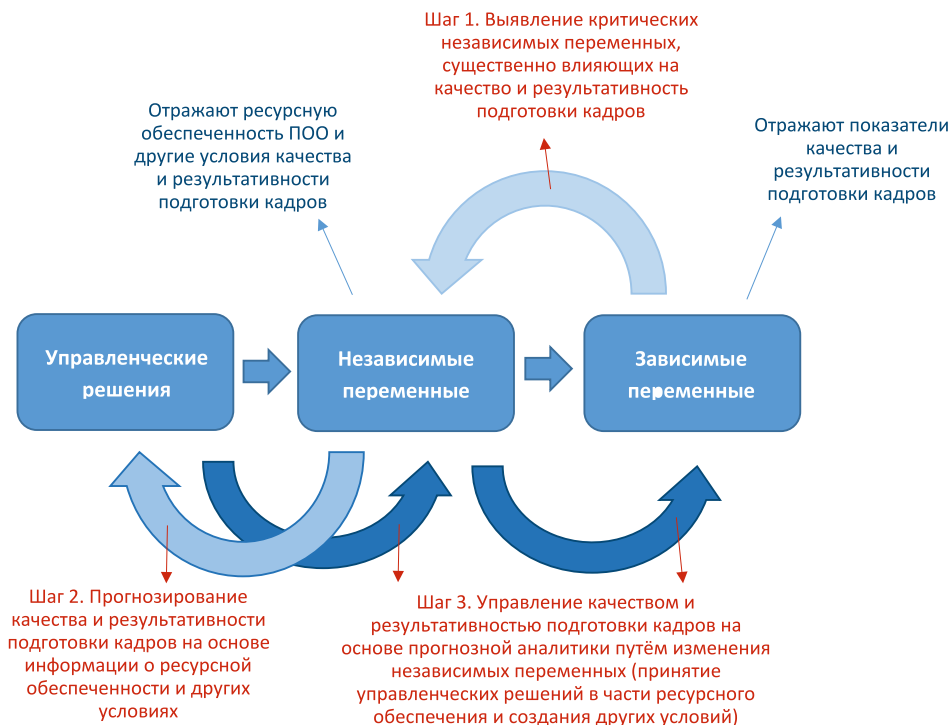 Шаг 1. Выявление критических
независимых переменных,
существенно влияющих на
качество и результативность
подготовки кадров
Отражают ресурсную
обеспеченность ПОО и
другие условия качества
и результативности
подготовки кадров
Отражают показатели
качества и
результативности
подготовки кадров
Управленческие
решения
Независимые
переменные
Зависимые
переменные
Шаг 2. Прогнозирование
качества и результативности
подготовки кадров на основе
информации о ресурсной
обеспеченности и других
условиях
Шаг 3. Управление качеством и
результативностью подготовки кадров на
основе прогнозной аналитики путём изменения
независимых переменных (принятие
управленческих решений в части ресурсного
обеспечения и создания других условий)